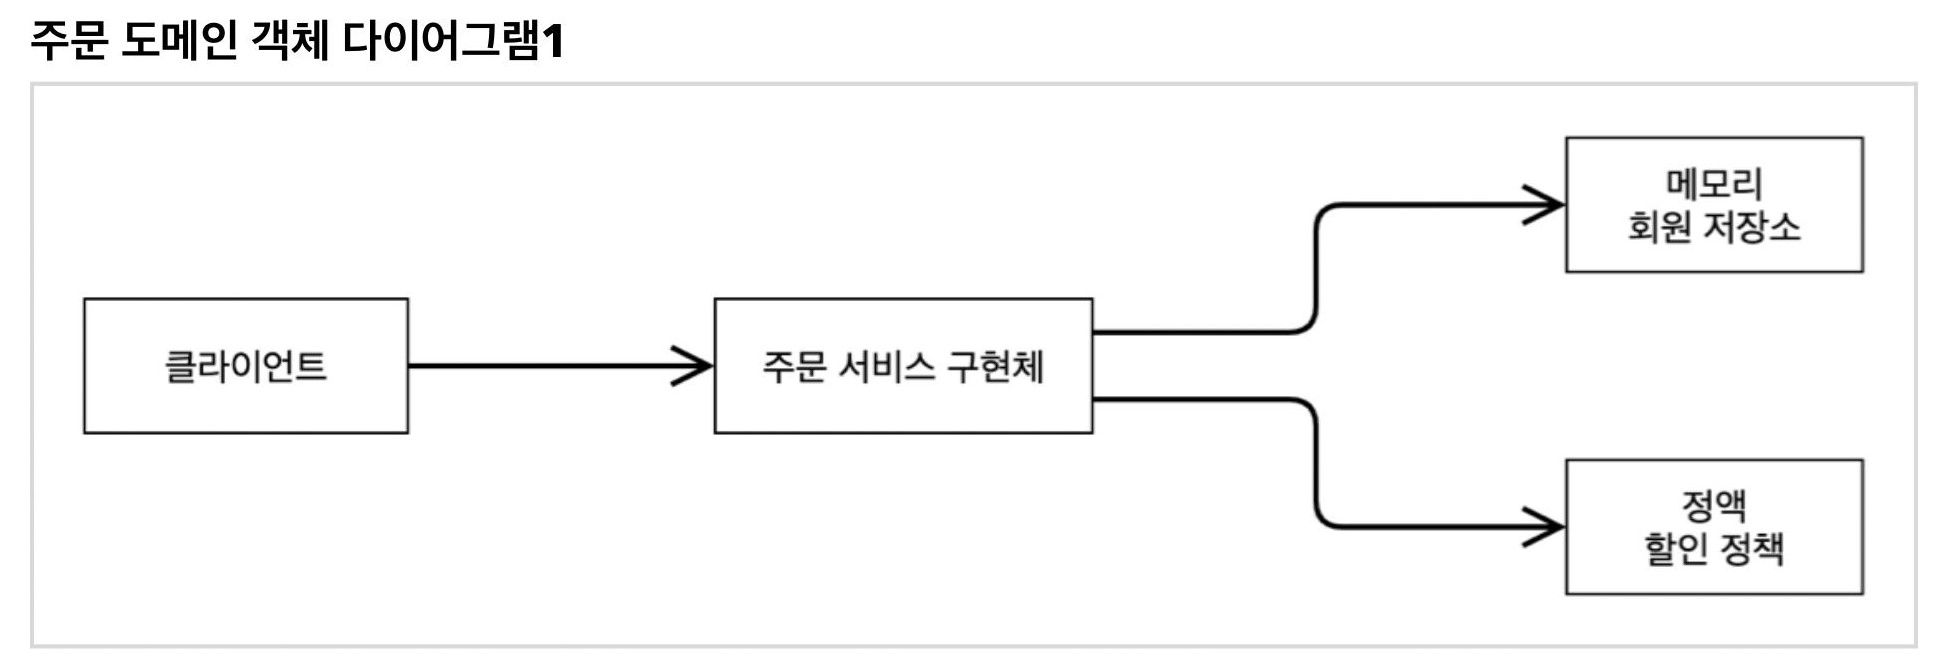 주문 도메인 객체 다이어그램1
클라이언트
주문 서비스 구현체
메모리
회원 저장소
정액
할인 정책